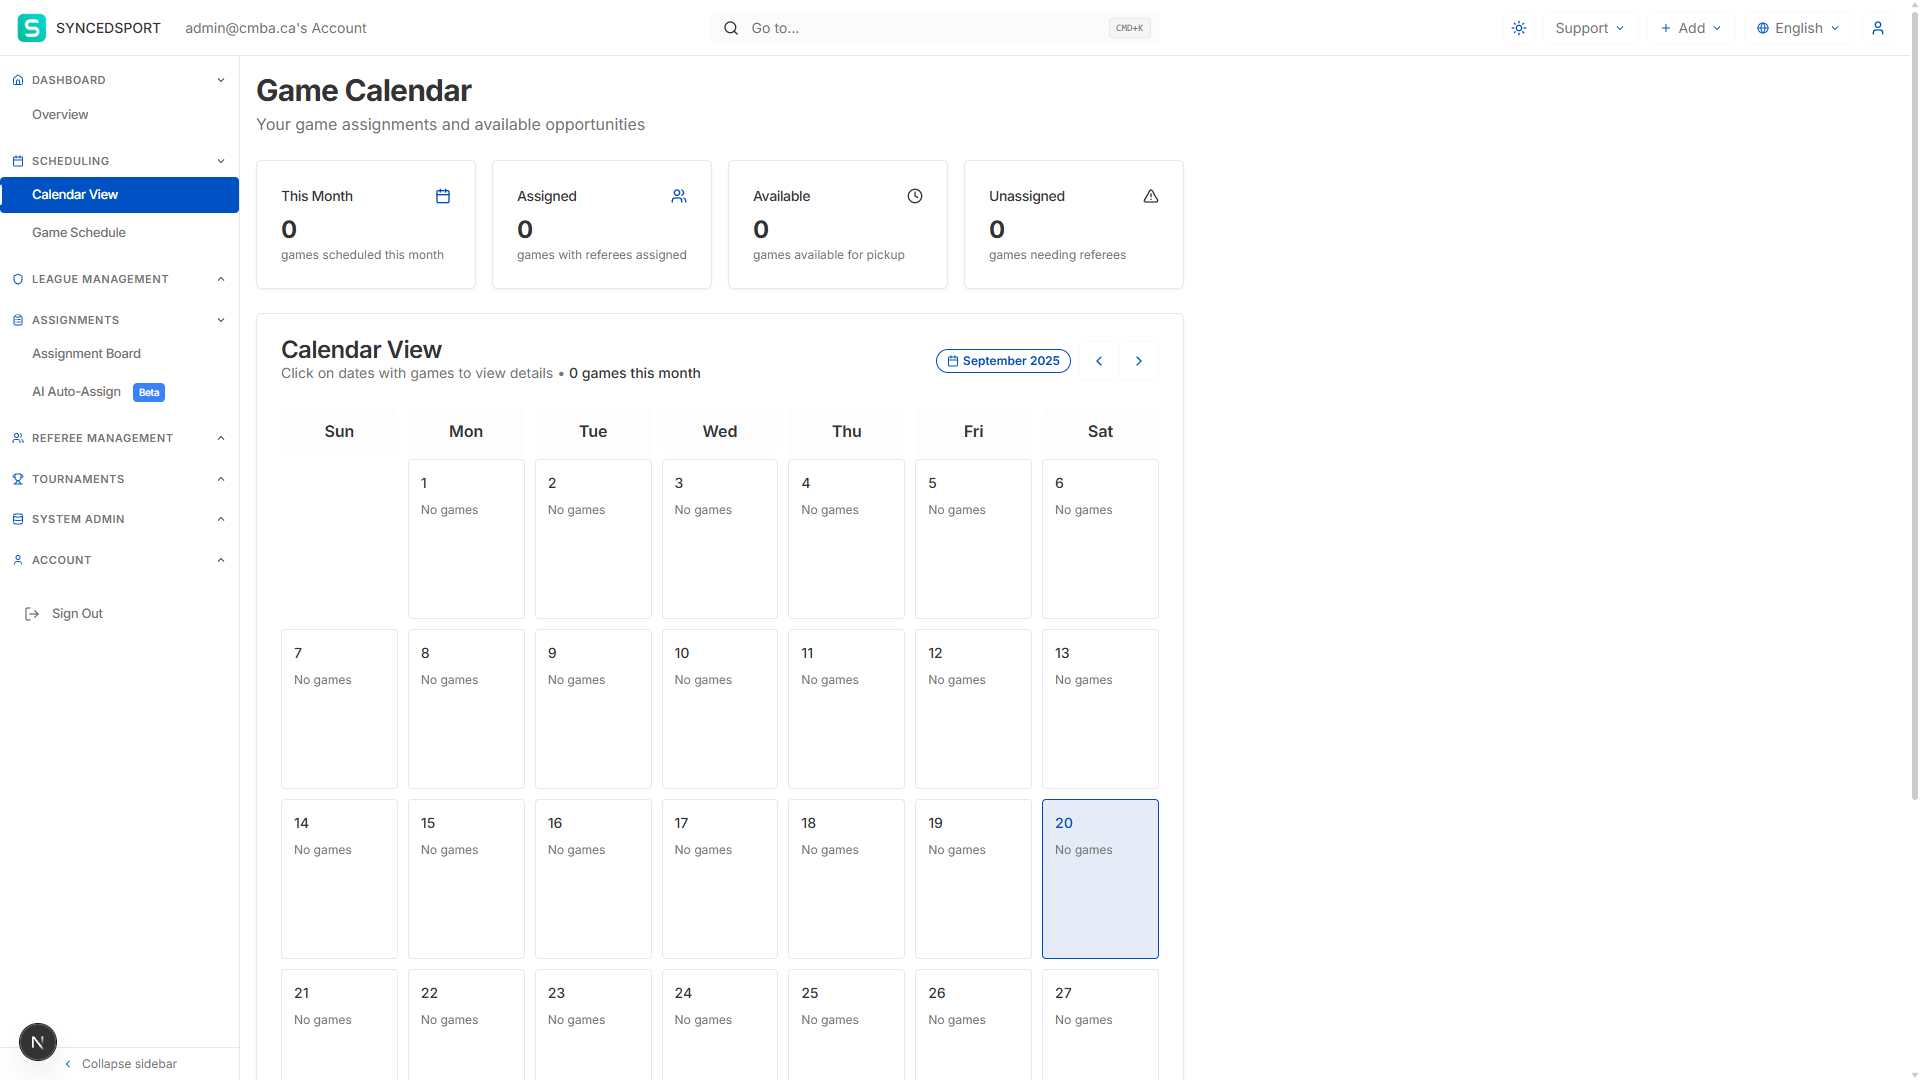 SYNCEDSPORT
admin@cmba.ca's Account
Go to...
CMD+K
Support
+ Add
English
DASHBOARD
Overview
SCHEDULING
Calendar View
Game Schedule
LEAGUE MANAGEMENT
ASSIGNMENTS
Assignment Board
AI Auto-Assign Beta
REFEREE MANAGEMENT
TOURNAMENTS
SYSTEM ADMIN
ACCOUNT
Sign Out
N
Collapse sidebar
Game Calendar
Your game assignments and available opportunities
This Month
0
games scheduled this month
Assigned
0
games with referees assigned
Available
0
games available for pickup
Unassigned
0
games needing referees
Calendar View
Click on dates with games to view details • 0 games this month
September 2025
Sun Mon Tue Wed Thu Fri Sat
1 2 3 4 5 6
No games No games No games No games No games No games
7 8 9 10 11 12 13
No games No games No games No games No games No games No games
14 15 16 17 18 19 20
No games No games No games No games No games No games No games
21 22 23 24 25 26 27
No games No games No games No games No games No games No games